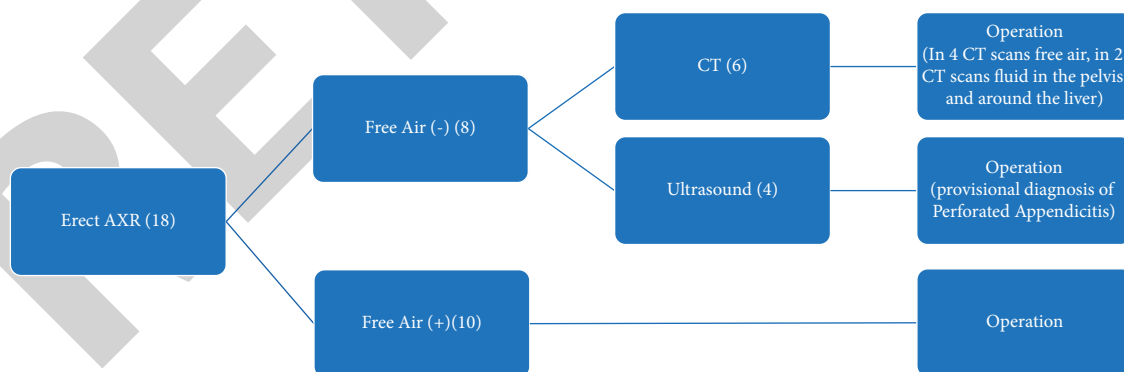 Erect AXR (18)
Free Air (-) (8)
Free Air (+)(10)
CT (6)
Ultrasound (4)
Operation
(In 4 CT scans free air, in 2
CT scans fluid in the pelvis
and around the liver)
Operation
(provisional diagnosis of
Perforated Appendicitis)
Operation